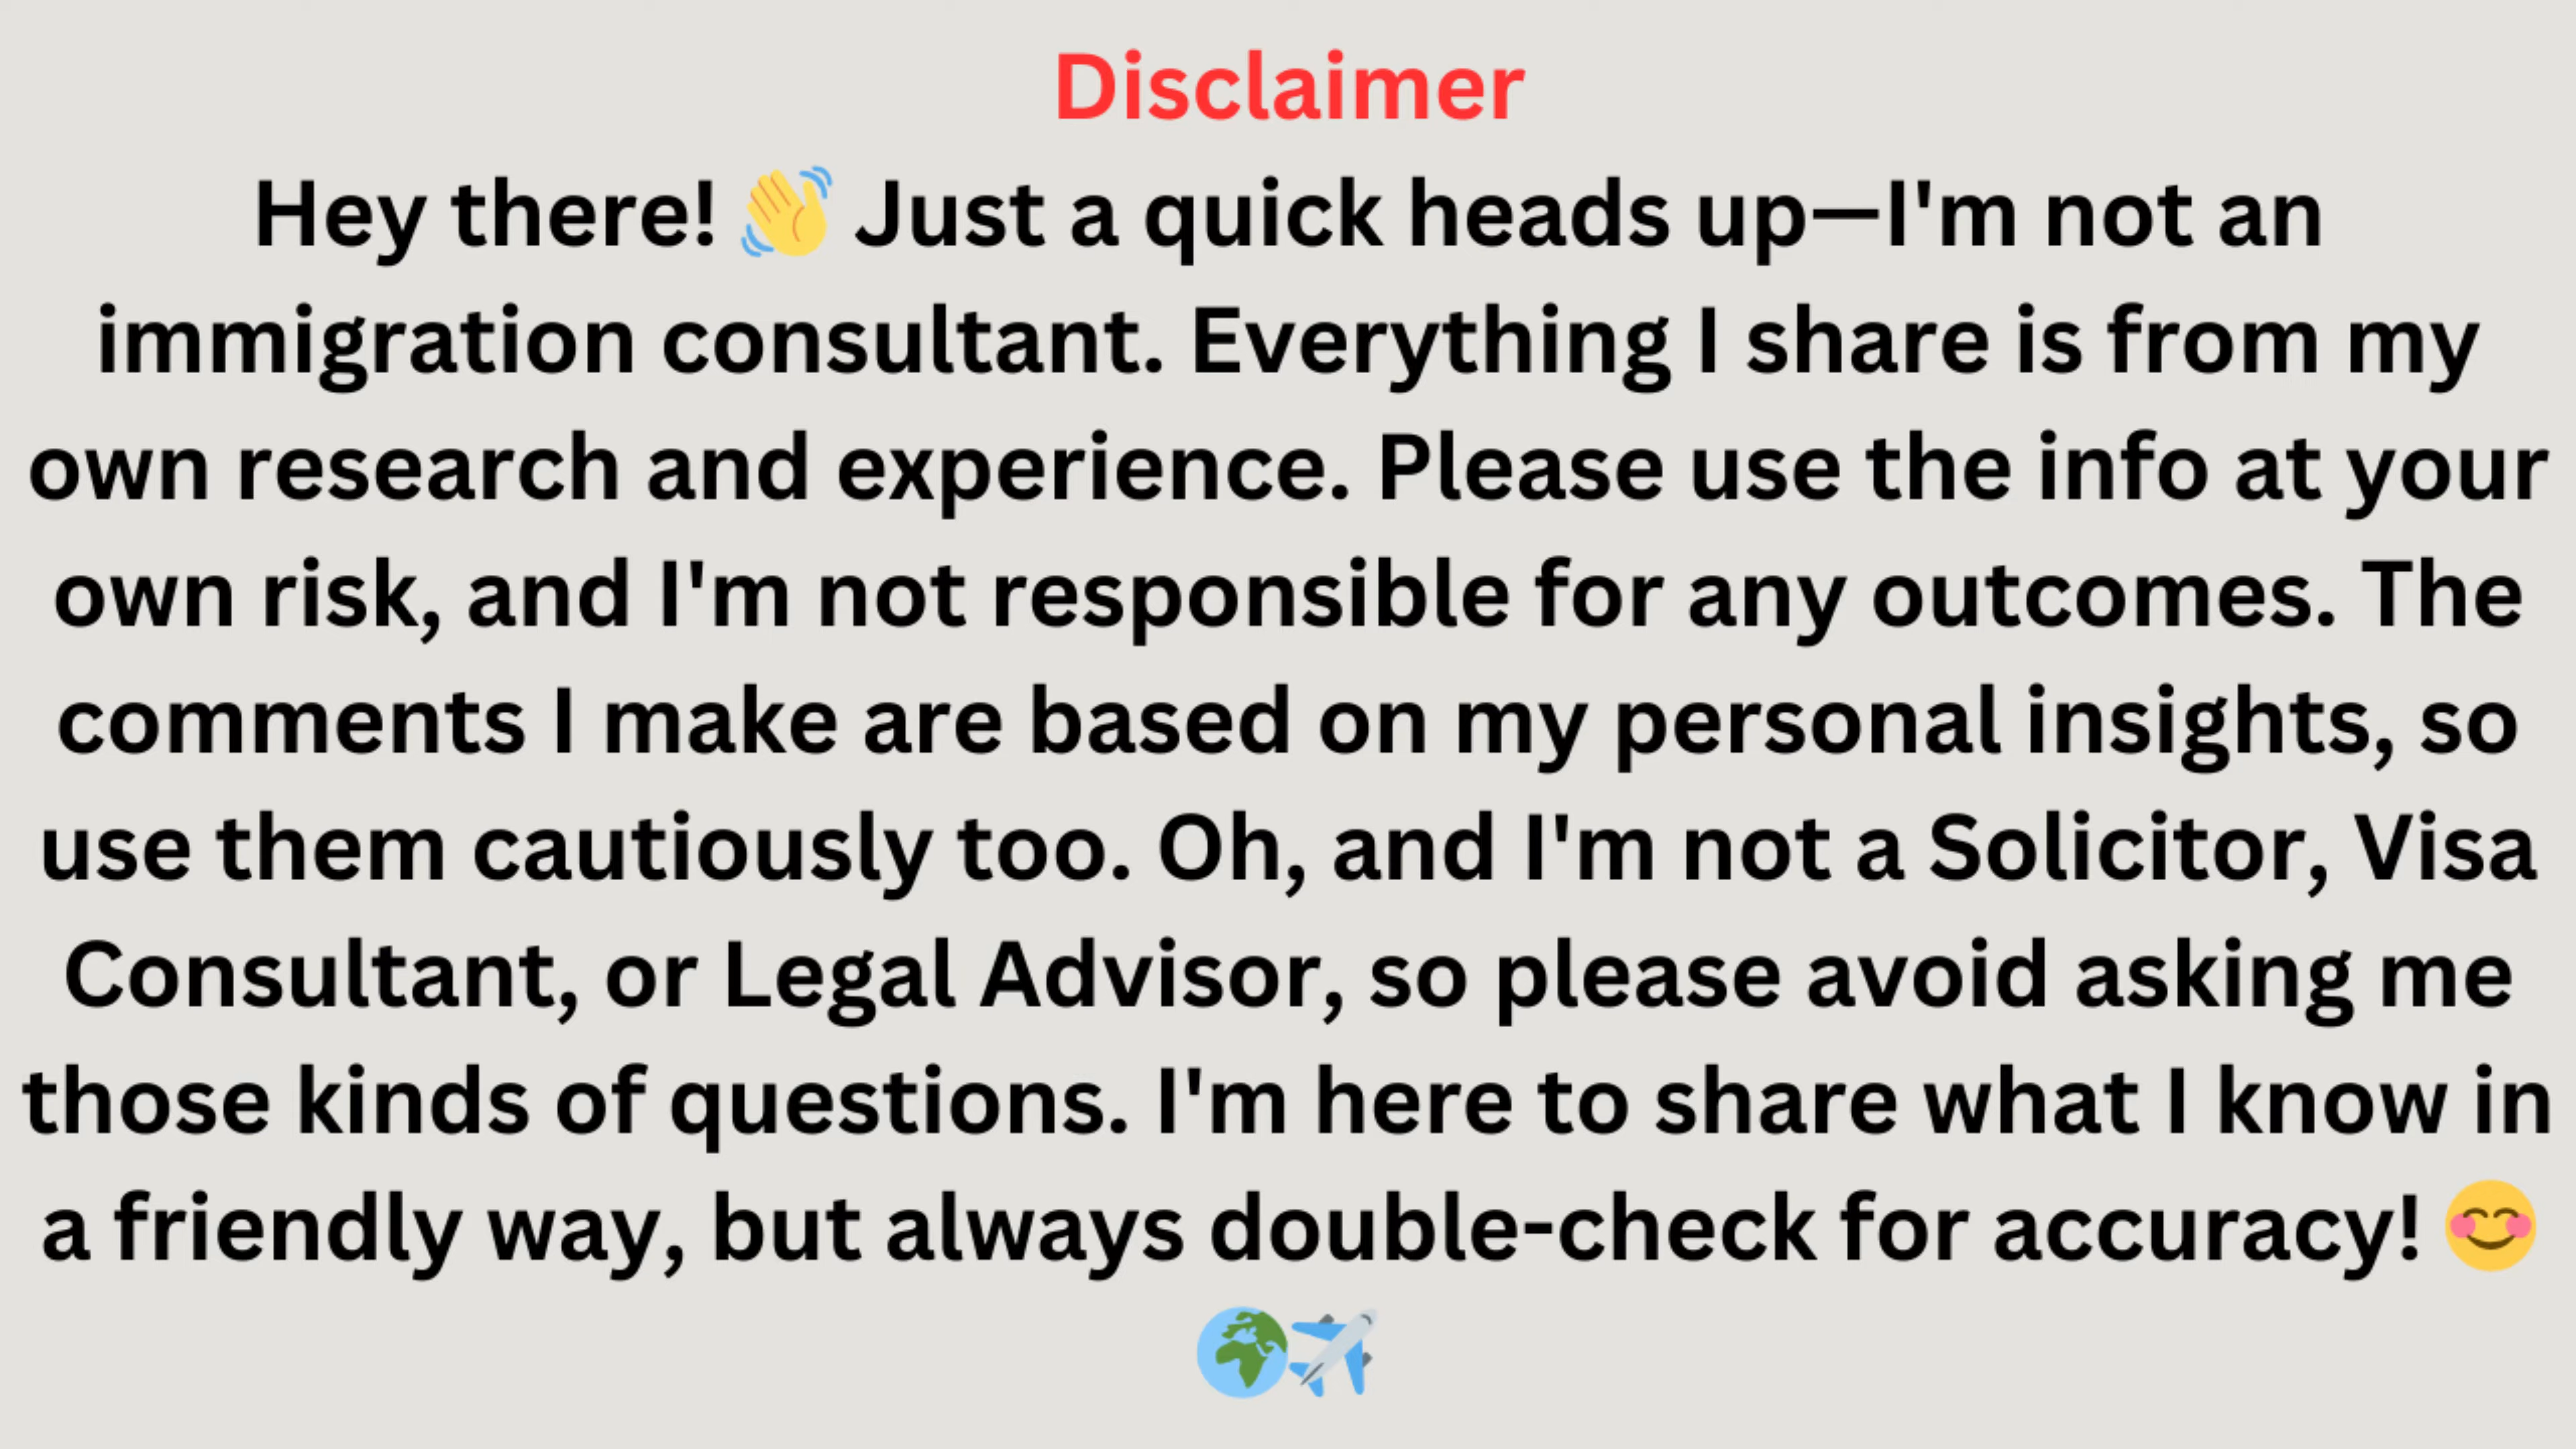 Disclaimer
Hey there! 👋 Just a quick heads up—I'm not an
immigration consultant. Everything I share is from my
own research and experience. Please use the info at your
own risk, and I'm not responsible for any outcomes. The
comments I make are based on my personal insights, so
use them cautiously too. Oh, and I'm not a Solicitor, Visa
Consultant, or Legal Advisor, so please avoid asking me
those kinds of questions. I'm here to share what I know in
a friendly way, but always double-check for accuracy! 😊
🌍✈️